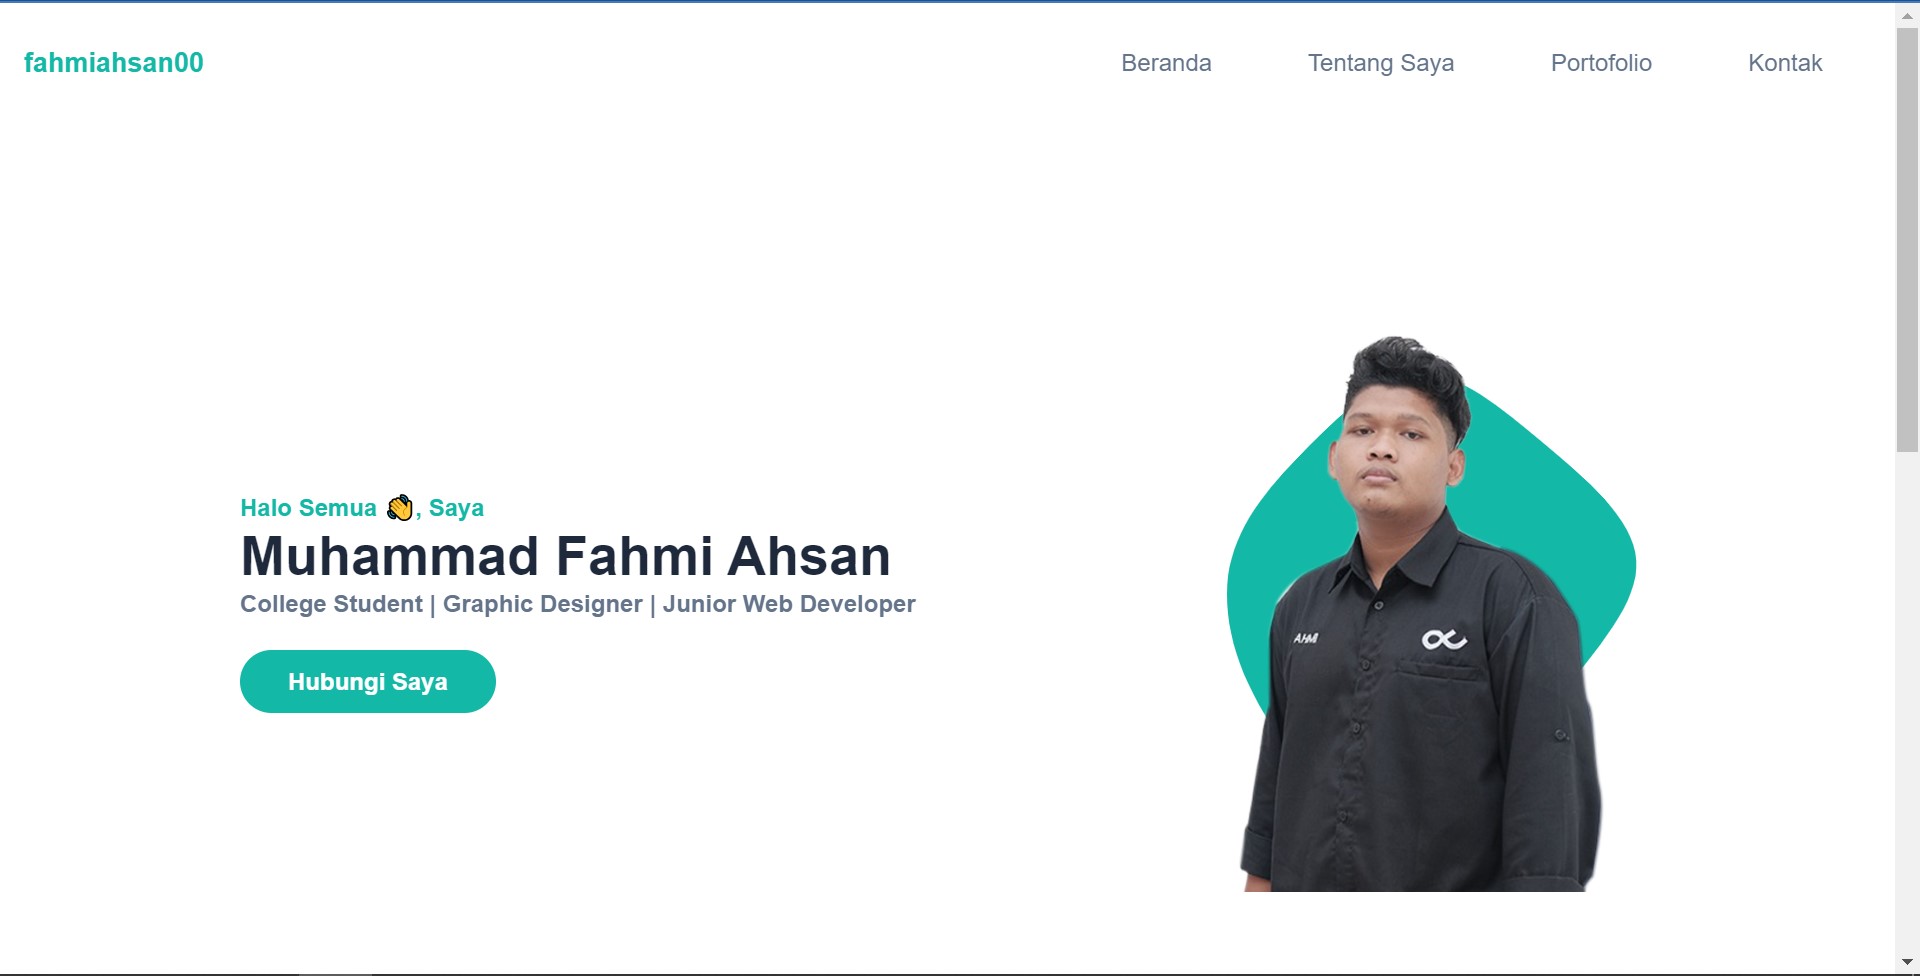 fahmiahsan00
Beranda Tentang Saya Portofolio Kontak
Halo Semua 👋, Saya
Muhammad Fahmi Ahsan
College Student | Graphic Designer | Junior Web Developer
Hubungi Saya
AHMI